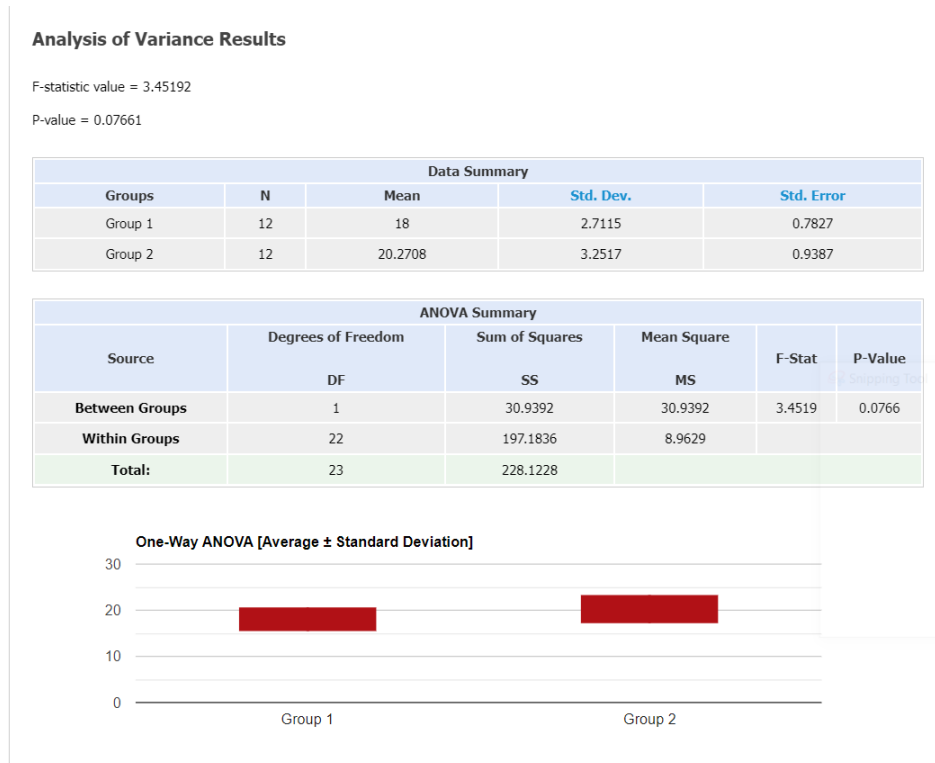 Analysis of Variance Results
F-statistic value = 3.45192
P-value = 0.07661
Data Summary
Groups N Mean Std. Dev. Std. Error
Group 1 12 18 2.7115 0.7827
Group 2 12 20.2708 3.2517 0.9387
ANOVA Summary
Source Degrees of Freedom DF Sum of Squares SS Mean Square MS F-Stat P-Value
Snipping Tool
Between Groups 1 30.9392 30.9392 3.4519 0.0766
Within Groups 22 197.1836 8.9629
Total: 23 228.1228
One-Way ANOVA [Average ± Standard Deviation]
30
20
10
0
Group 1 Group 2